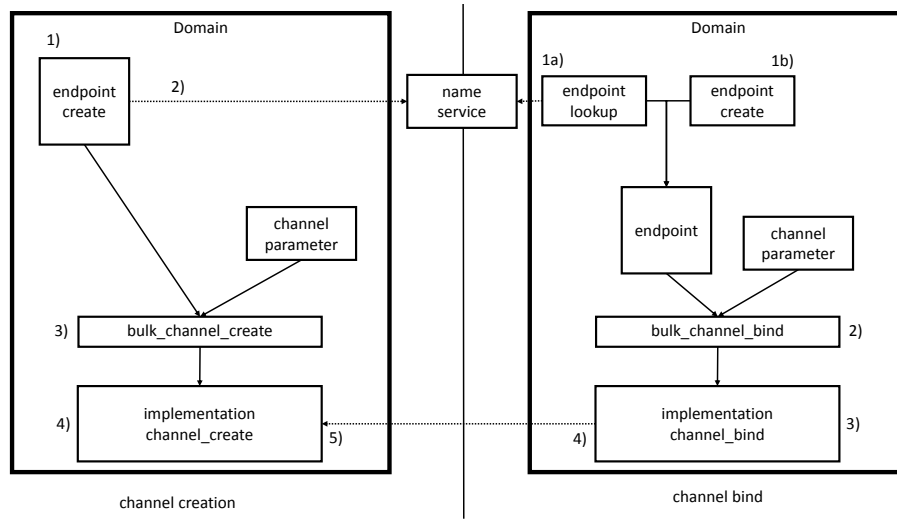 Domain
1)
endpoint
create
2)
name
service
channel
parameter
3)
bulk_channel_create
4)
implementation
channel_create
5)
channel creation
Domain
1a)
1b)
endpoint
lookup
endpoint
create
endpoint
channel
parameter
bulk_channel_bind
2)
4)
implementation
channel_bind
3)
channel bind